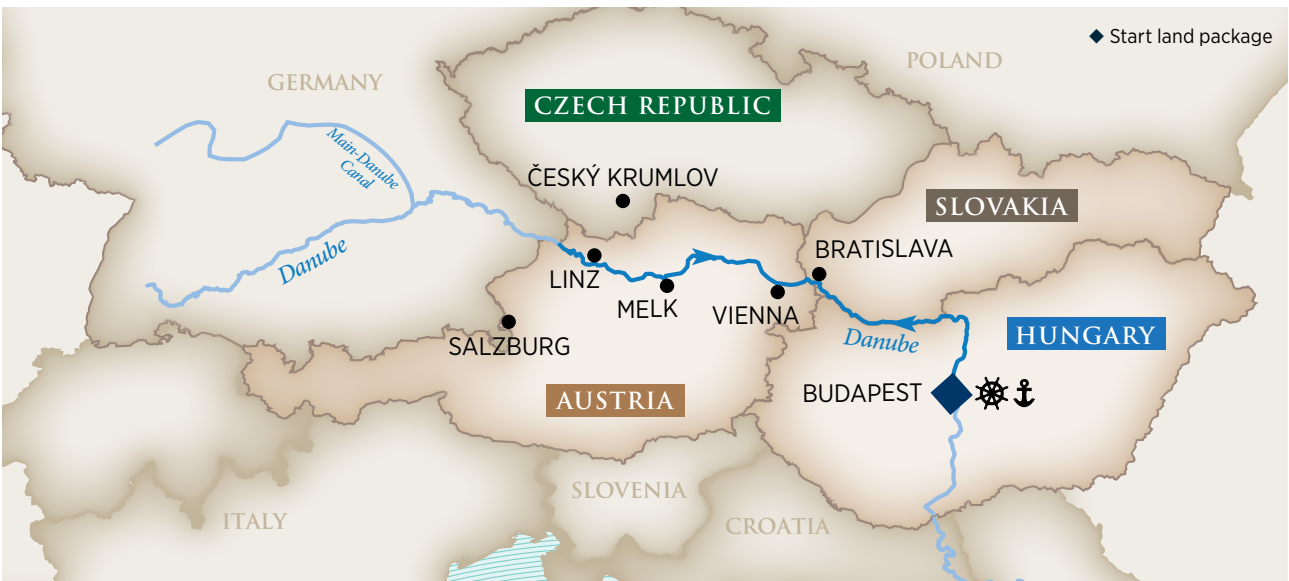 ◆ Start land package
POLAND
GERMANY
CZECH REPUBLIC
Main-Danube
Canal
ČESKÝ KRUMLOV
SLOVAKIA
Danube
BRATISLAVA
LINZ
MELK
VIENNA
Danube
HUNGARY
SALZBURG
BUDAPEST
AUSTRIA
SLOVENIA
ITALY
CROATIA